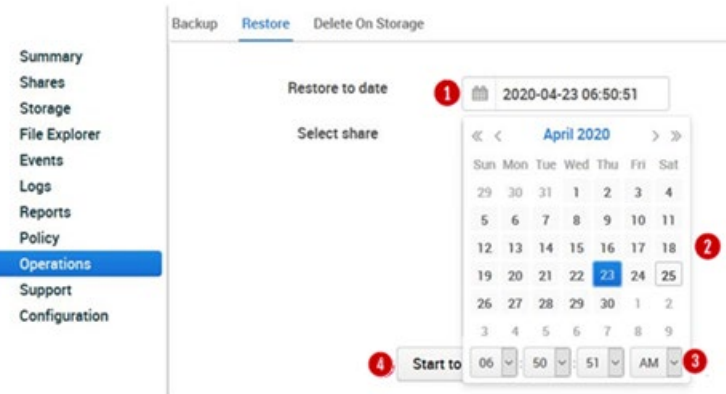 Backup Restore Delete On Storage
Summary
Shares
Storage
File Explorer
Events
Logs
Reports
Policy
Operations
Support
Configuration
Restore to date 1 2020-04-23 06:50:51
Select share
« < April 2020 > »
Sun Mon Tue Wed Thu Fri Sat
29 30 31 1 2 3 4
5 6 7 8 9 10 11
12 13 14 15 16 17 18 2
19 20 21 22 23 24 25
26 27 28 29 30 1 2
3 4 5 6 7 8 9
4 Start to 06 : 50 : 51 AM 3